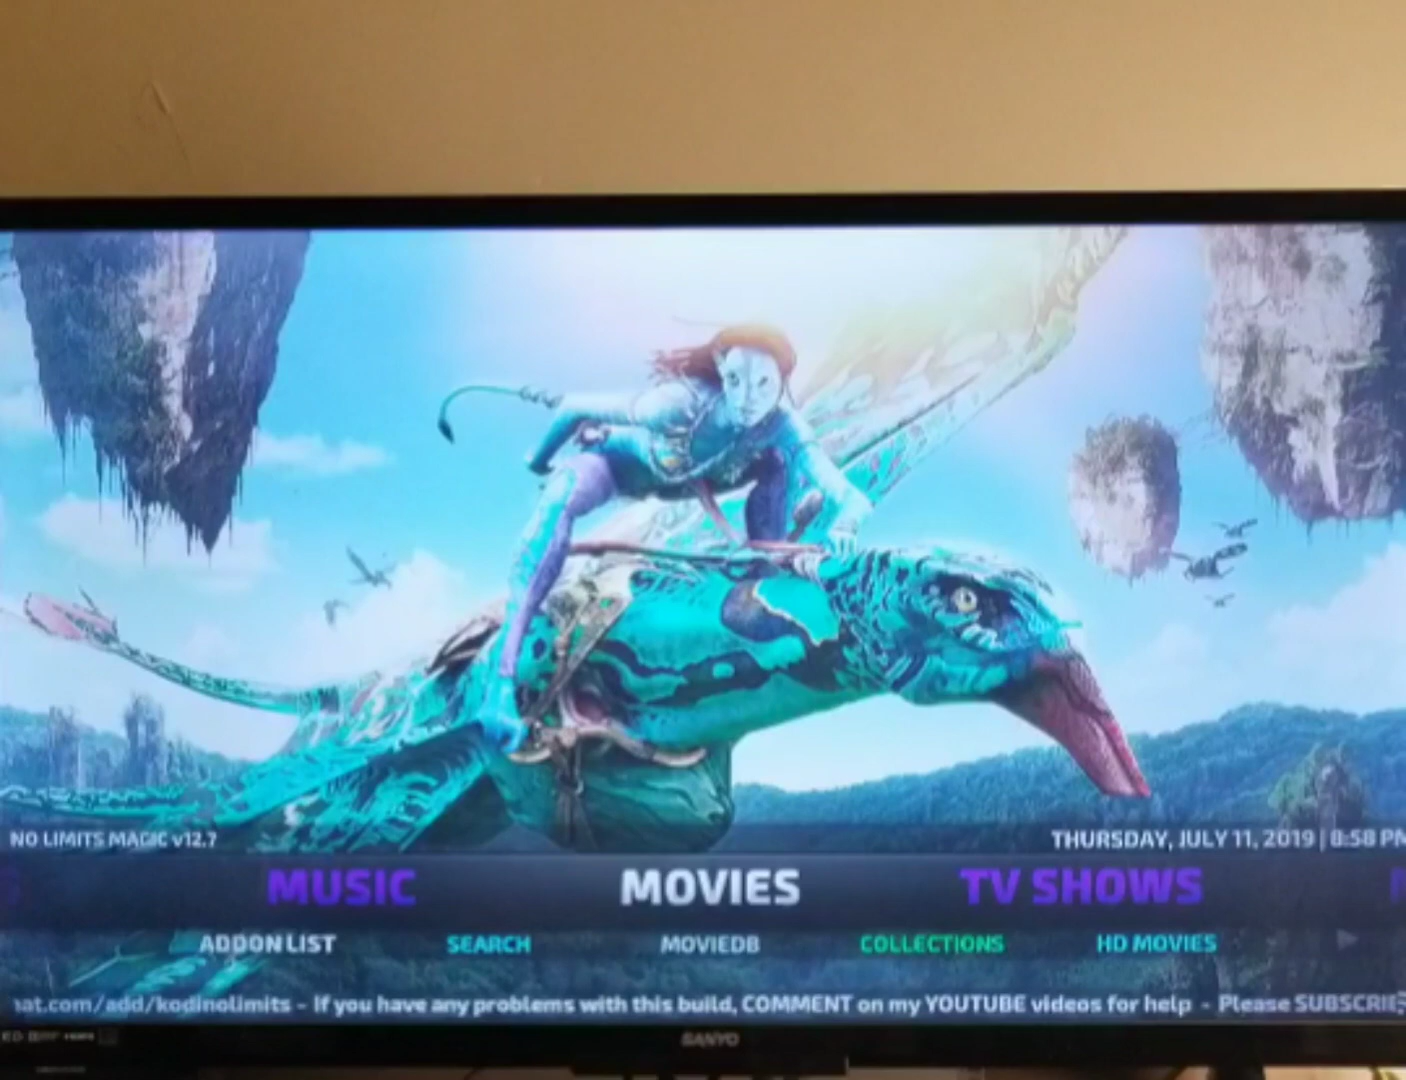 NO LIMITS MAGIC v12.7
THURSDAY, JULY 11, 2019 | 8:58 PM
MUSIC MOVIES TV SHOWS
ADDON LIST SEARCH MOVIEDB COLLECTIONS HD MOVIES
hat.com/add/kodinolimits - If you have any problems with this build, COMMENT on my YOUTUBE videos for help - Please SUBSCRIBE
SANYO